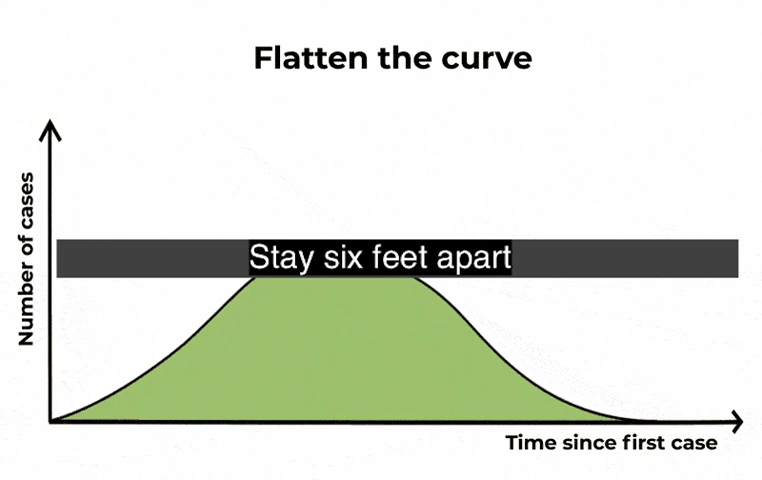 Flatten the curve
Number of cases
Stay six feet apart
Time since first case